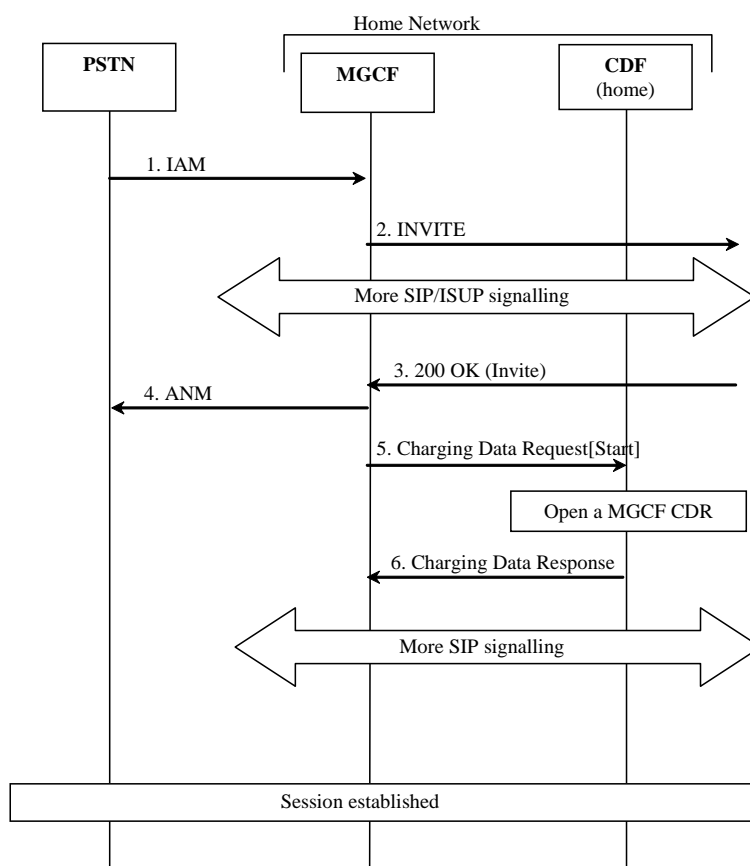 Home Network
PSTN
MGCF
CDF
(home)
1. IAM
2. INVITE
More SIP/ISUP signalling
3. 200 OK (Invite)
4. ANM
5. Charging Data Request[Start]
Open a MGCF CDR
6. Charging Data Response
More SIP signalling
Session established